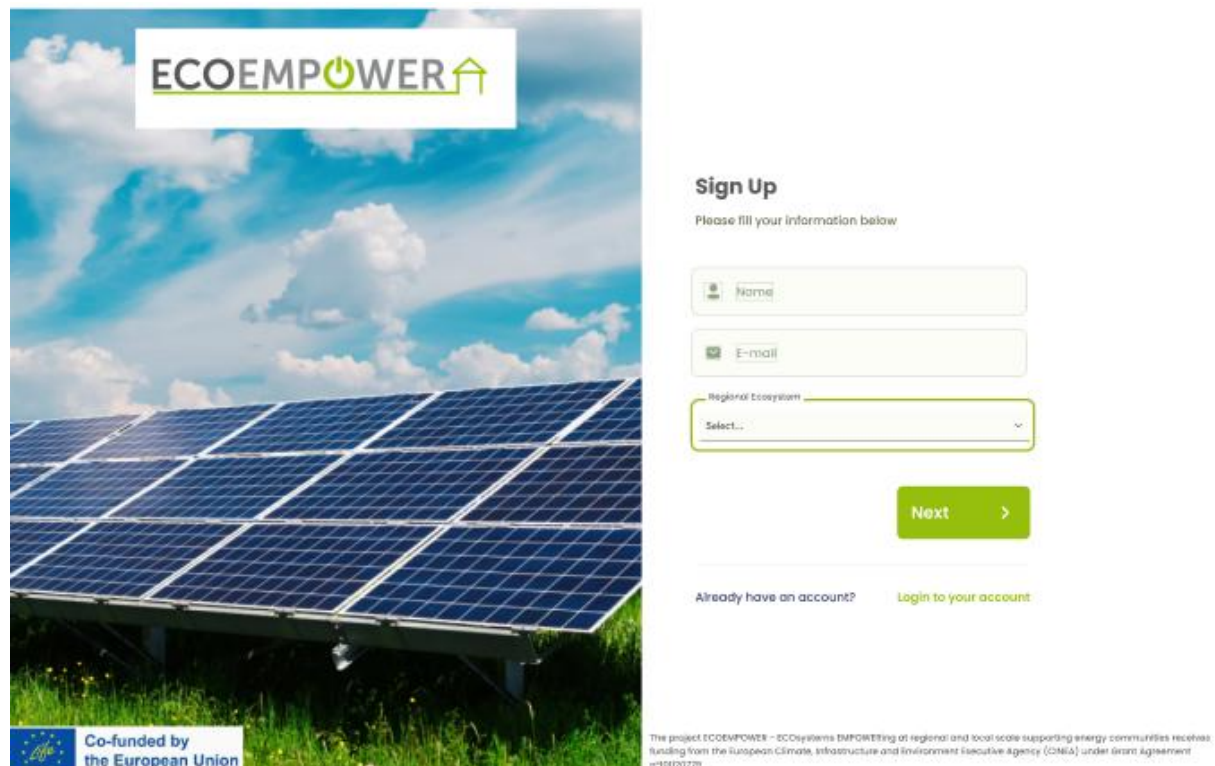 ECOEMPOWER
Sign Up
Please fill your information below
Name
E-mail
Regional Ecosystem
Select...
Next
Already have an account? Login to your account
Co-funded by
the European Union
The project ECOEMPOWER - ECOsystems EMPOWERing at regional and local scale supporting energy communities receives
funding from the European Climate, Infrastructure and Environment Executive Agency (CINEA) under Grant Agreement